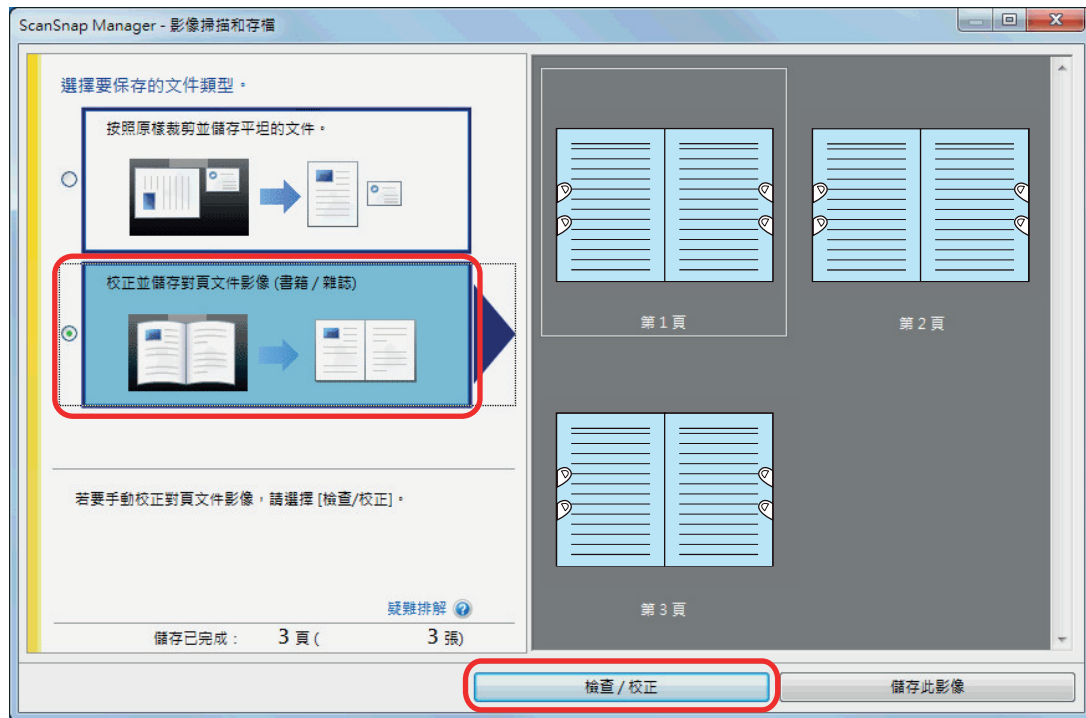 ScanSnap Manager - 影像掃描和存檔
選擇要保存的文件類型。
按照原樣裁剪並儲存平坦的文件。
校正並儲存對頁文件影像 (書籍 / 雜誌)
若要手動校正對頁文件影像，請選擇 [檢查/校正]。
疑難排解
儲存已完成： 3 頁 ( 3 張)
第 1 頁
第 2 頁
第 3 頁
檢查 / 校正
儲存此影像